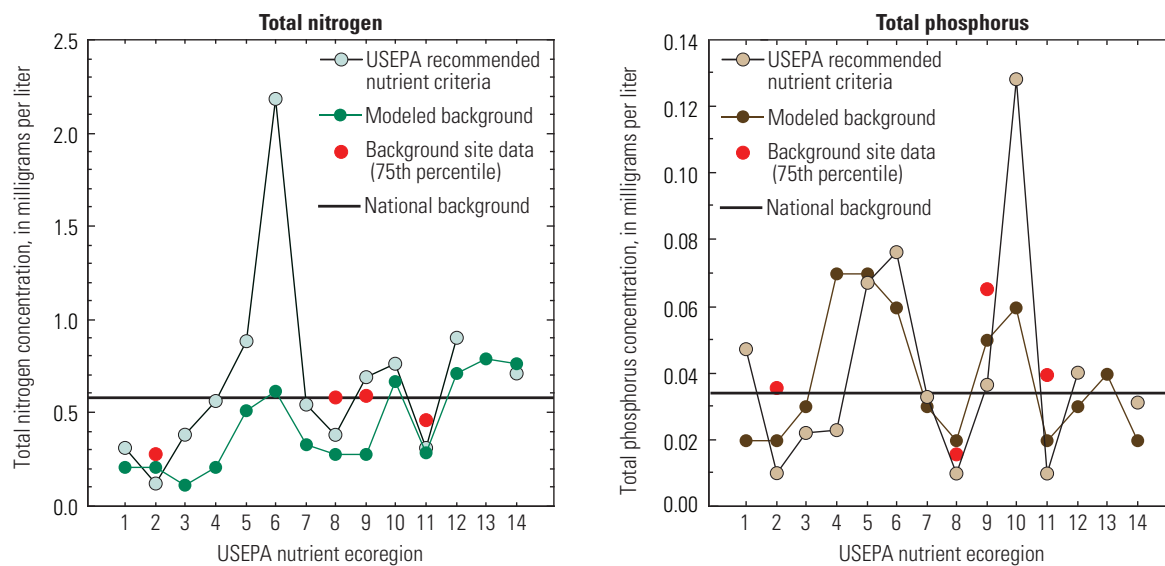 Total nitrogen
Total nitrogen concentration, in milligrams per liter
2.5
2.0
1.5
1.0
0.5
0.0
USEPA recommended
nutrient criteria
Modeled background
Background site data
(75th percentile)
National background
1 2 3 4 5 6 7 8 9 10 11 12 13 14
USEPA nutrient ecoregion
Total phosphorus
Total phosphorus concentration, in milligrams per liter
0.14
0.12
0.10
0.08
0.06
0.04
0.02
0.00
USEPA recommended
nutrient criteria
Modeled background
Background site data
(75th percentile)
National background
1 2 3 4 5 6 7 8 9 10 11 12 13 14
USEPA nutrient ecoregion